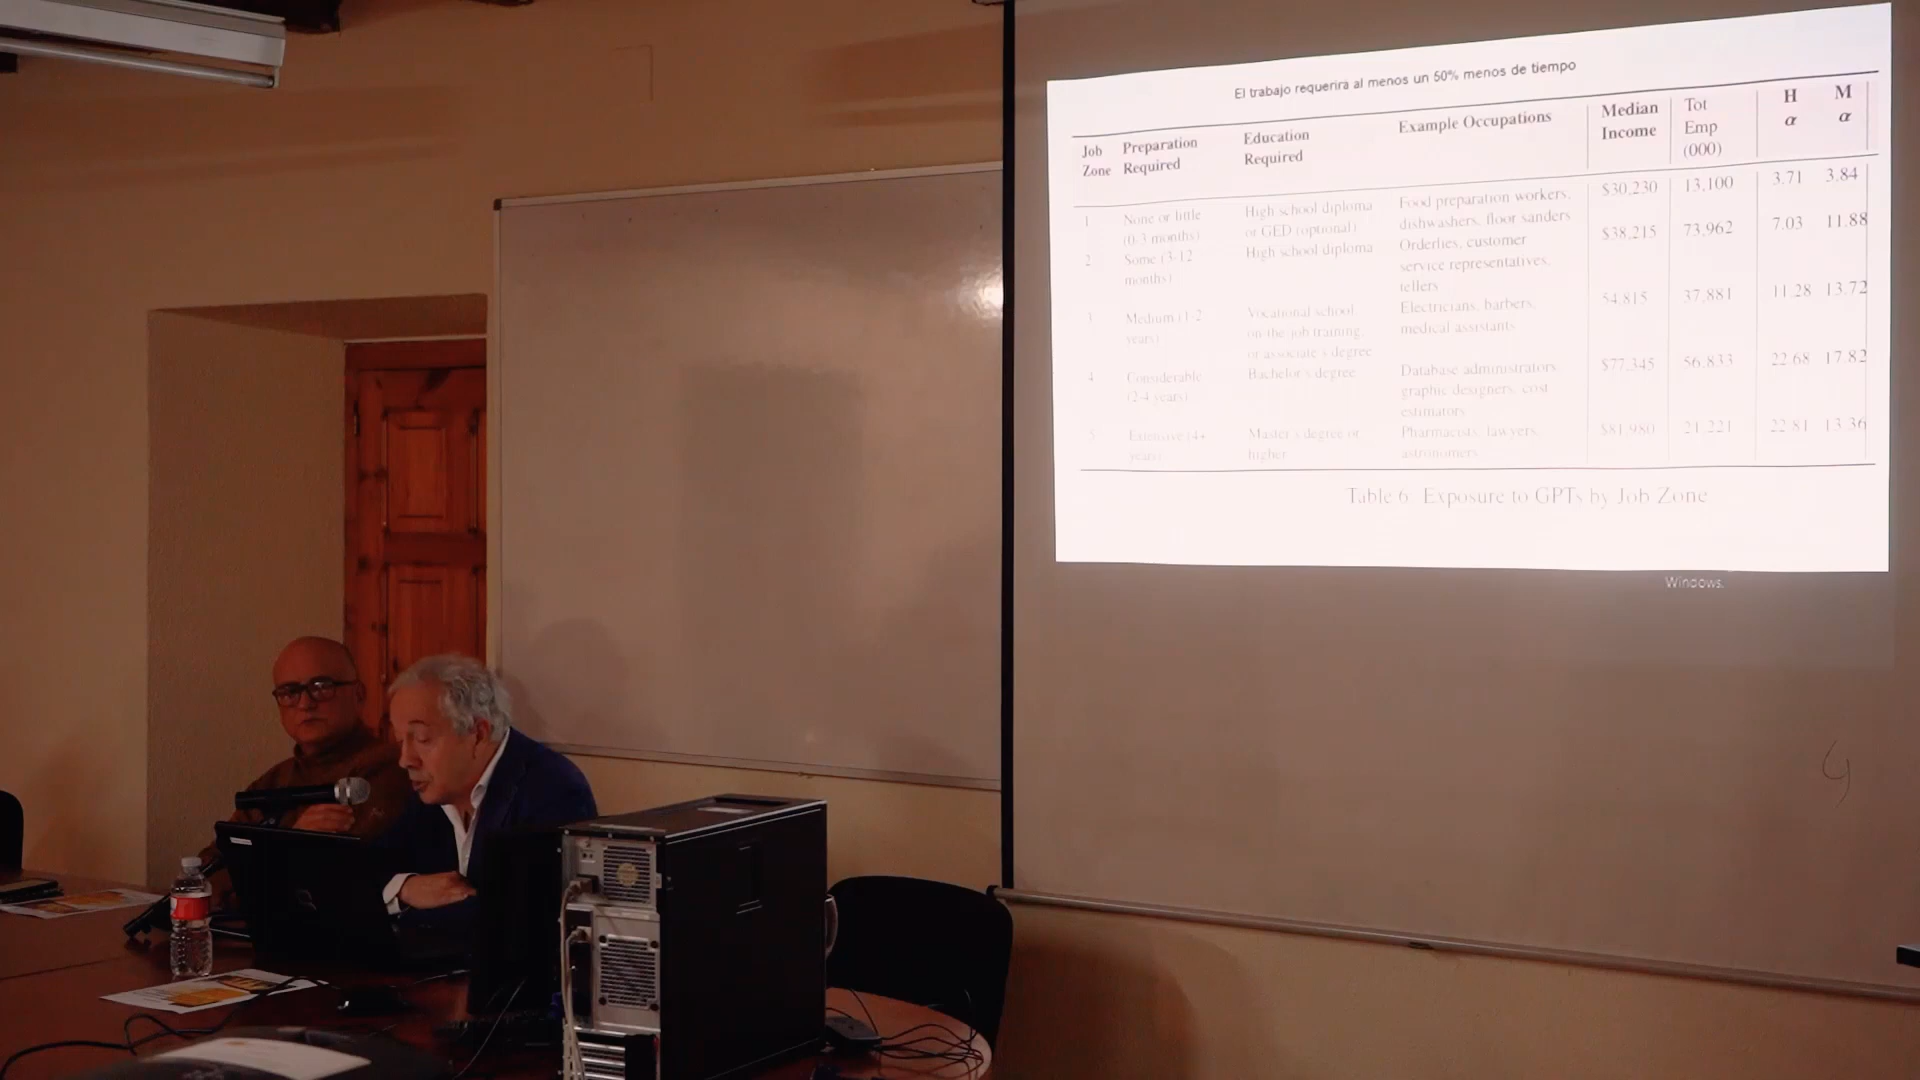 El trabajo requerira al menos un 50% menos de tiempo
Job Zone Preparation Required Education Required Example Occupations Median Income Tot Emp (000) H α M α
1 None or little (0-3 months) High school diploma or GED (optional) Food preparation workers, dishwashers, floor sanders $30,230 13,100 3.71 3.84
2 Some (3-12 months) High school diploma Orderlies, customer service representatives, tellers $38,215 73,962 7.03 11.88
3 Medium (1-2 years) Vocational school on the job training, or associate's degree Electricians, barbers, medical assistants 54,815 37,881 11.28 13.72
4 Considerable (2-4 years) Bachelor's degree Database administrators, graphic designers, cost estimators $77,345 56,833 22.68 17.82
5 Extensive (4+ years) Master's degree or higher Pharmacists, lawyers, astronomers $81,980 21,221 22.81 13.36
Table 6 Exposure to GPTs by Job Zone
Windows.